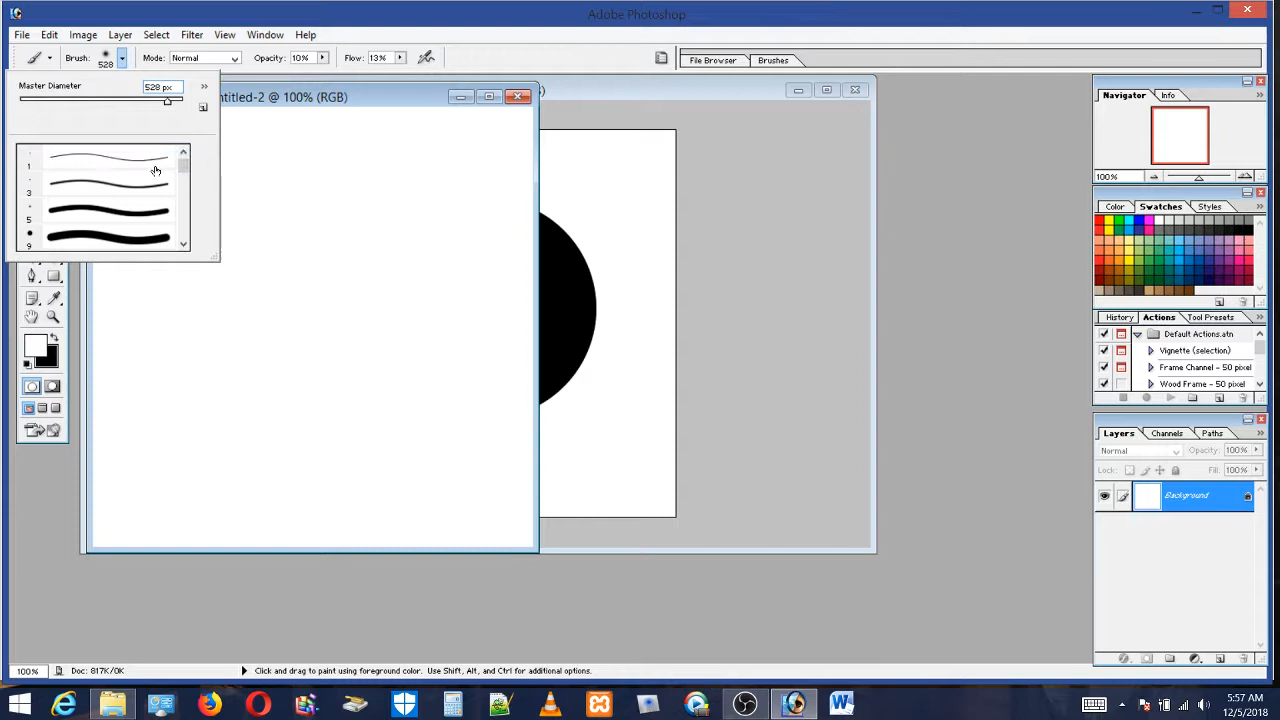 Adobe Photoshop
File Edit Image Layer Select Filter View Window Help
Brush: 528 Mode: Normal Opacity: 10% Flow: 13% File Browser Brushes
Master Diameter 528 px
1
3
5
9
ntitled-2 @ 100% (RGB)
Navigator Info
100%
Color Swatches Styles
History Actions Tool Presets
Default Actions.atn
Vignette (selection)
Frame Channel - 50 pixel
Wood Frame - 50 pixel
Layers Channels Paths
Normal Opacity: 100%
Lock: Fill: 100%
Background
100% Doc: 817K/0K Click and drag to paint using foreground color. Use Shift, Alt, and Ctrl for additional options.
5:57 AM
12/5/2018